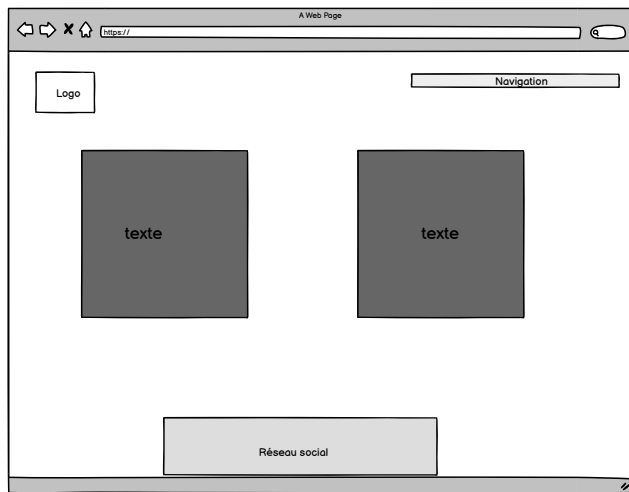 A Web Page
https://
Logo
Navigation
texte
texte
Réseau social